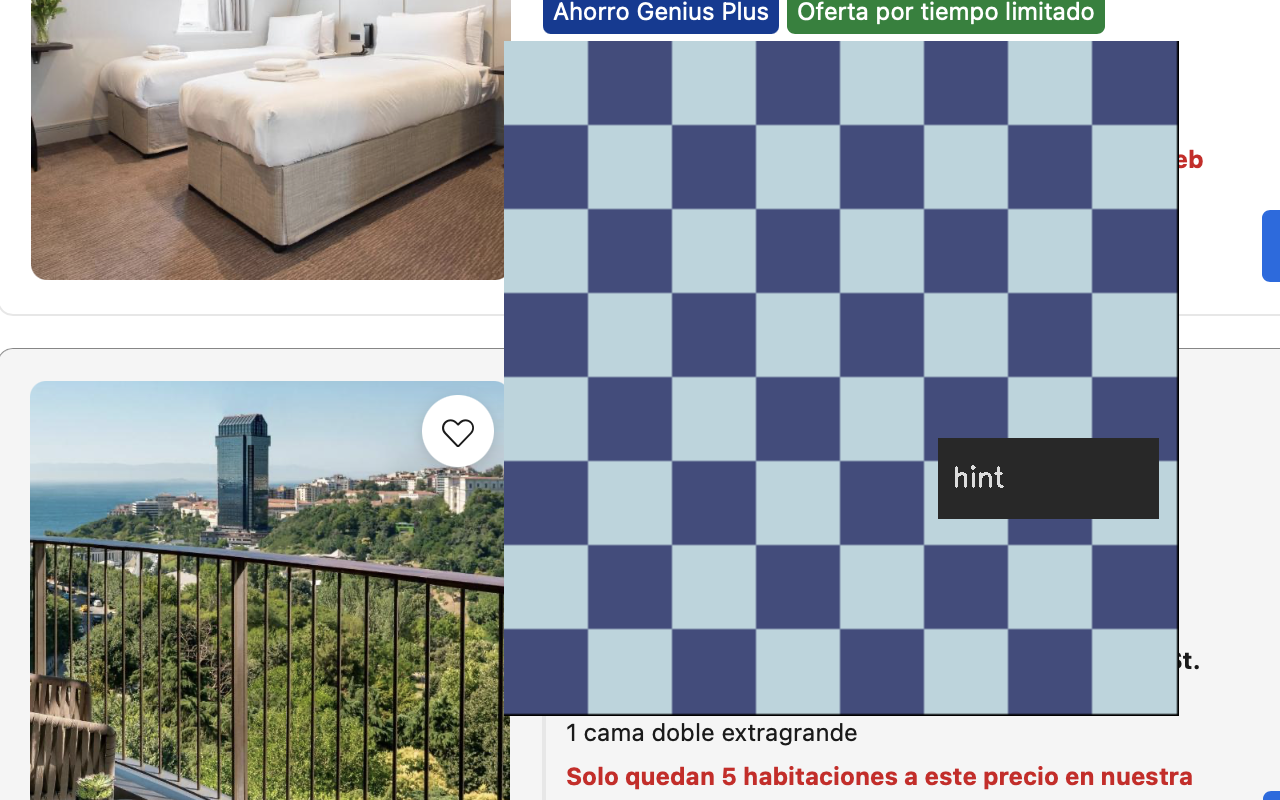 Ahorro Genius Plus
Oferta por tiempo limitado
eb
hint
St.
1 cama doble extragrande
Solo quedan 5 habitaciones a este precio en nuestra